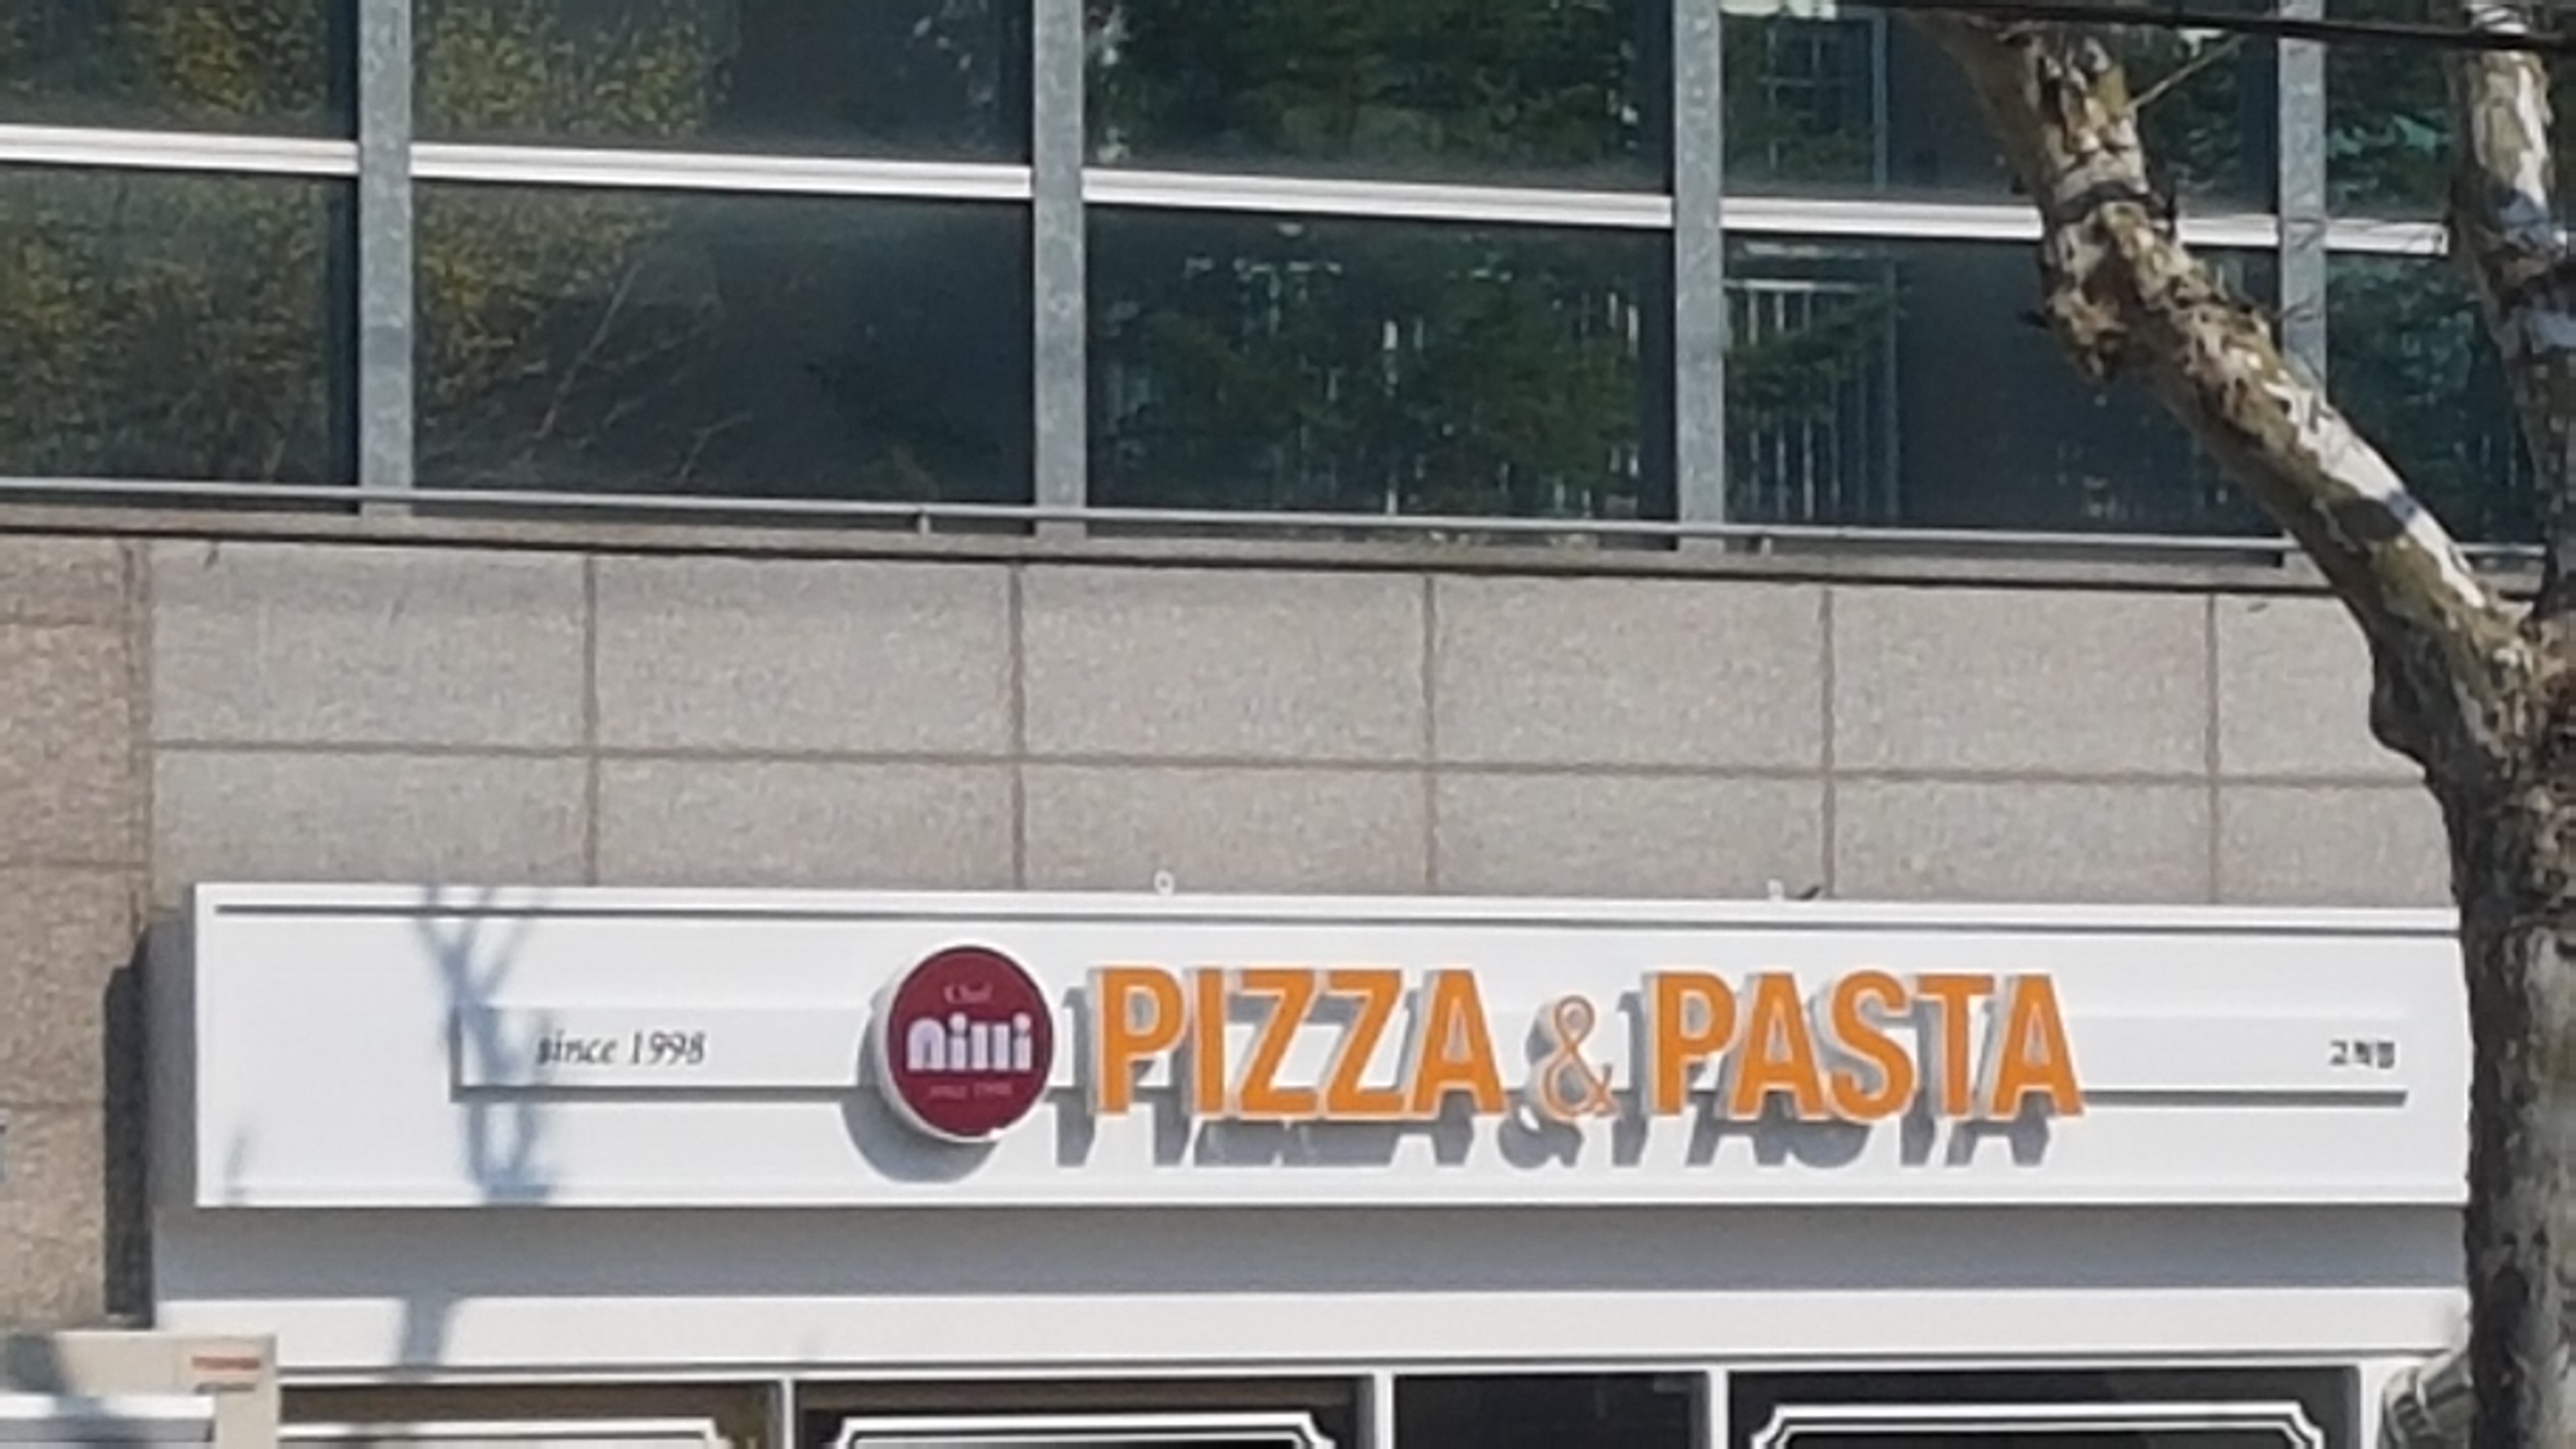 since 1998
Chef
nilli
since 1998
PIZZA & PASTA
고척점